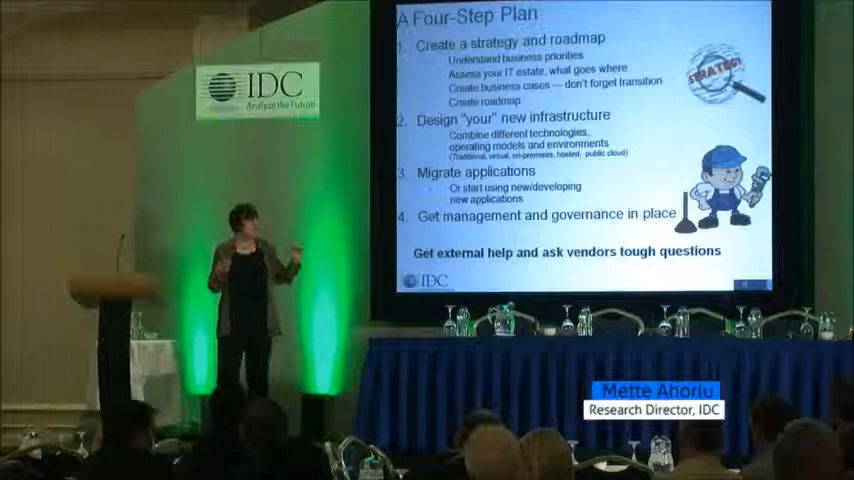 A Four-Step Plan
1. Create a strategy and roadmap
Understand business priorities
Assess your IT estate, what goes where
Create business cases — don't forget transition
Create roadmap
STRATEGY
2. Design "your" new infrastructure
Combine different technologies,
operating models and environments
(Traditional, virtual, on-premises, hosted, public cloud)
3. Migrate applications
Or start using new/developing
new applications
4. Get management and governance in place
Get external help and ask vendors tough questions
IDC
IDC
Analyze the Future
Mette Ahorlu
Research Director, IDC